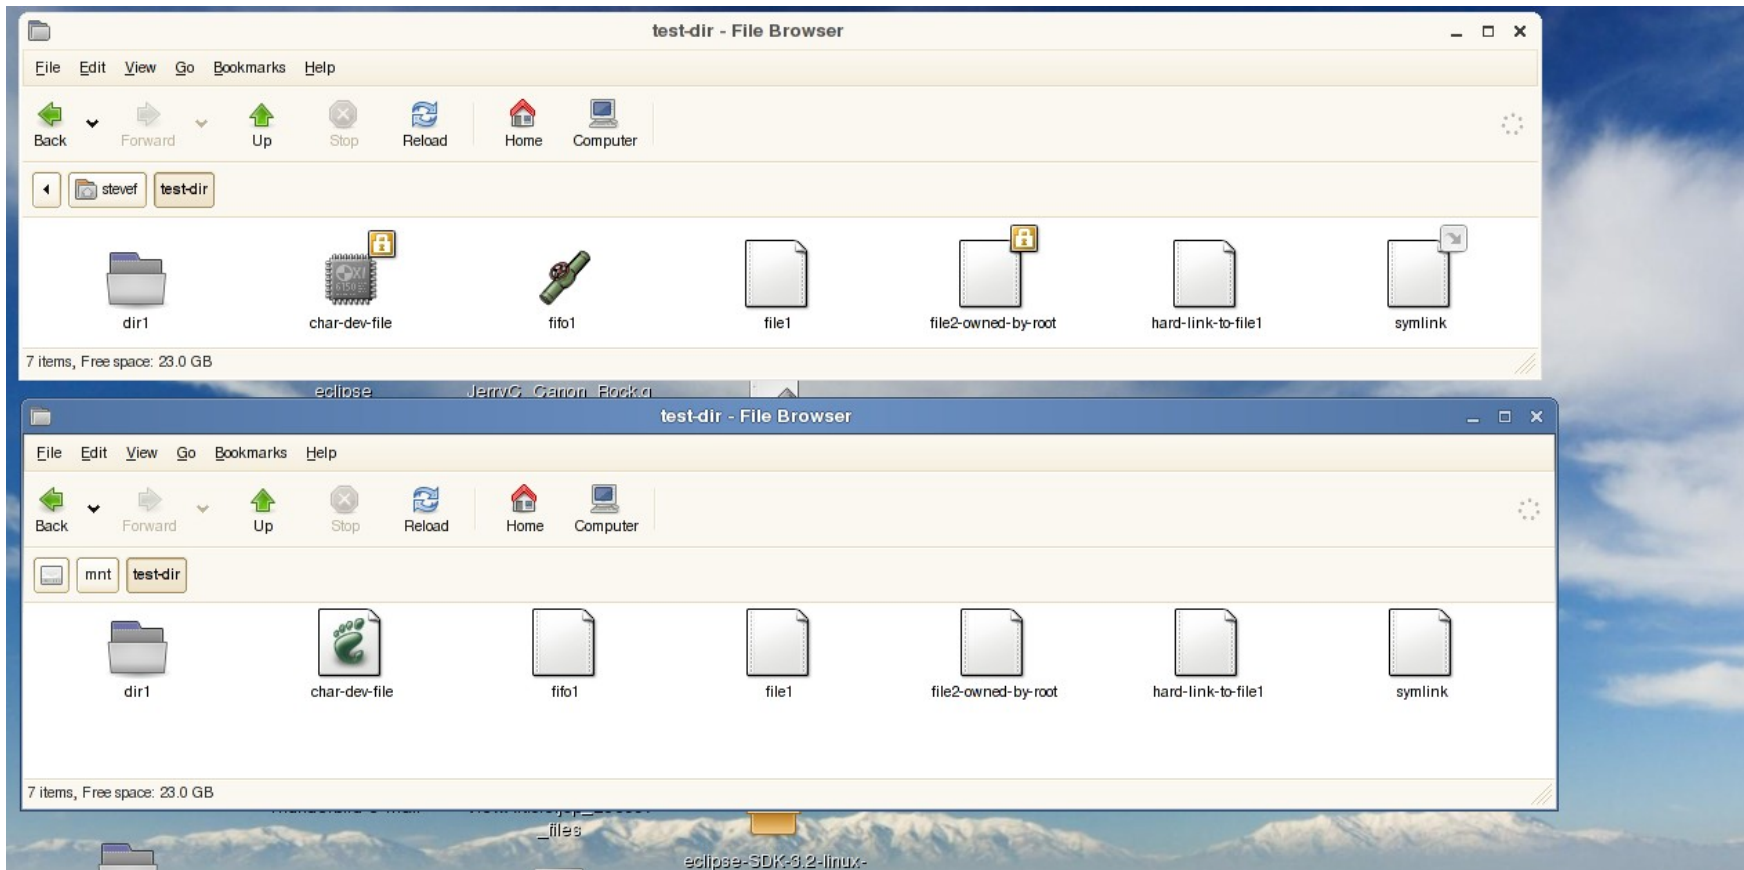 test-dir - File Browser
File Edit View Go Bookmarks Help
Back Forward Up Stop Reload Home Computer
stevef test-dir
dir1 char-dev-file fifo1 file1 file2-owned-by-root hard-link-to-file1 symlink
7 items, Free space: 23.0 GB
eclipse JerryC_Canon_Rock.g
test-dir - File Browser
File Edit View Go Bookmarks Help
Back Forward Up Stop Reload Home Computer
mnt test-dir
dir1 char-dev-file fifo1 file1 file2-owned-by-root hard-link-to-file1 symlink
7 items, Free space: 23.0 GB
_files
eclipse-SDK-3.2-linux-